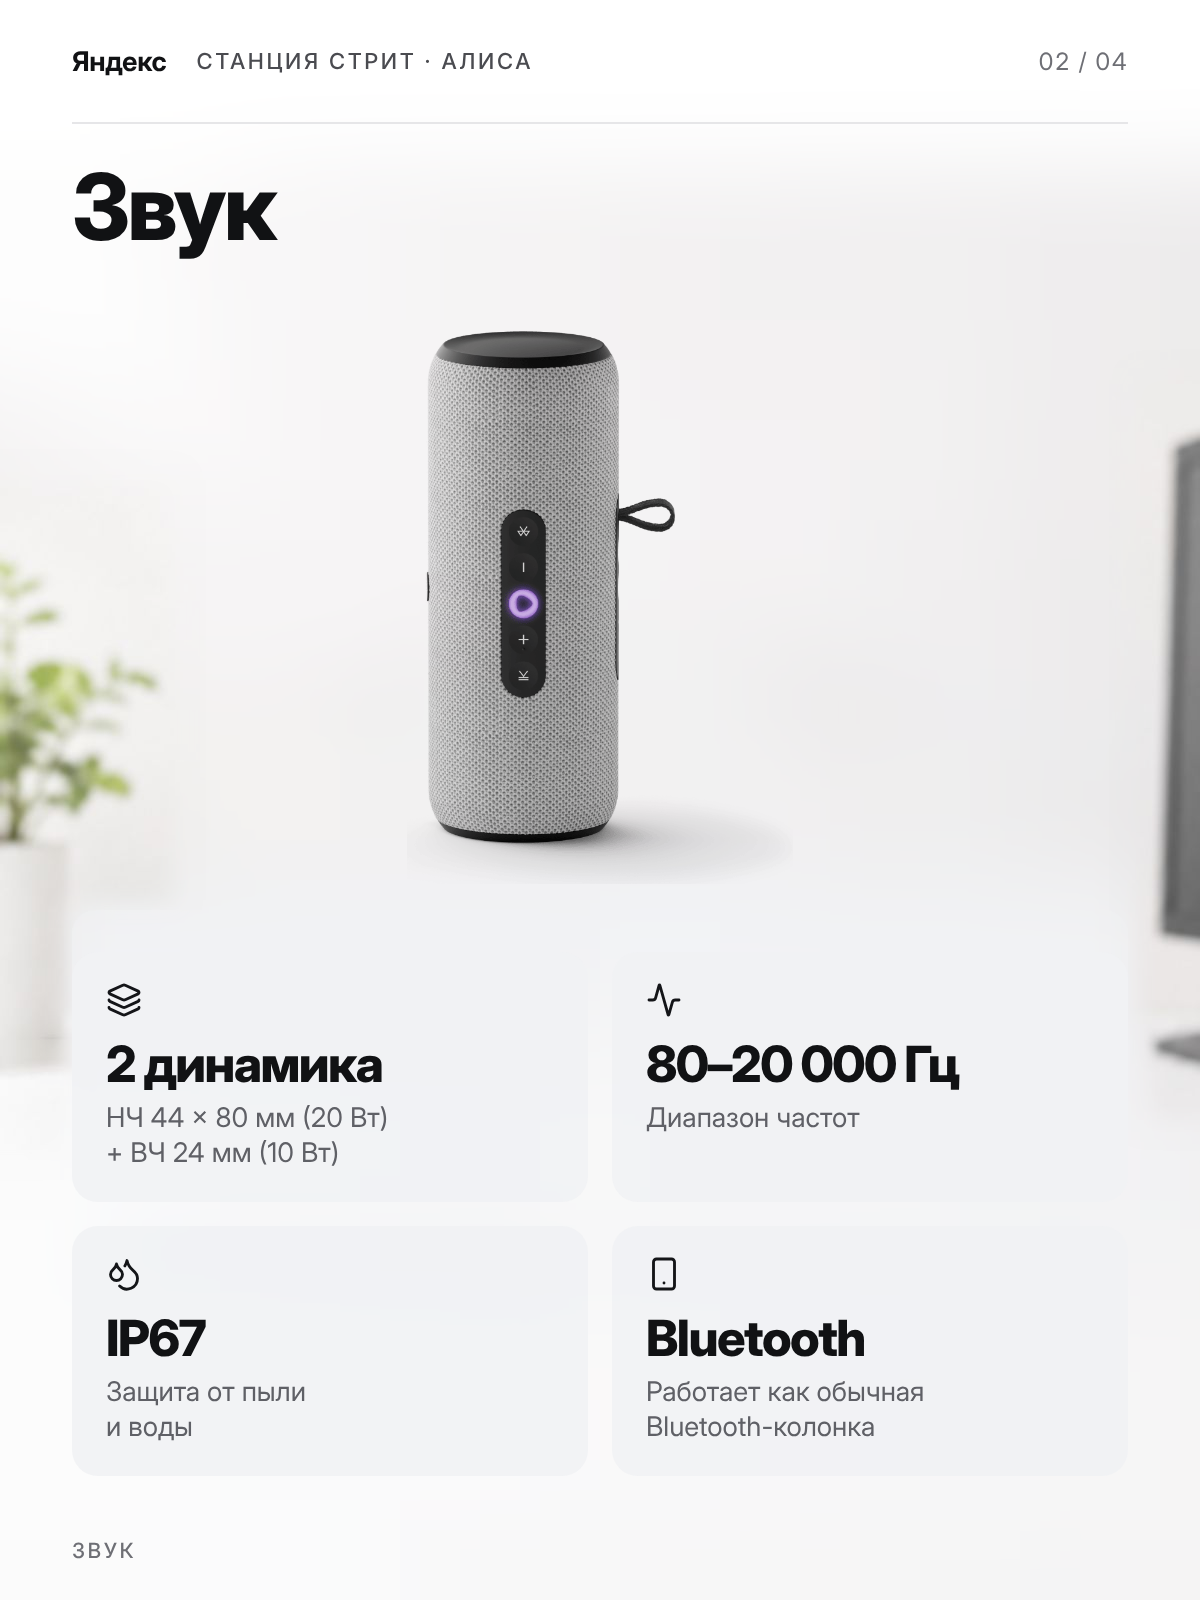 Яндекс СТАНЦИЯ СТРИТ · АЛИСА 02 / 04
Звук
2 динамика
НЧ 44 × 80 мм (20 Вт)
+ ВЧ 24 мм (10 Вт)
80–20 000 Гц
Диапазон частот
IP67
Защита от пыли
и воды
Bluetooth
Работает как обычная
Bluetooth-колонка
ЗВУК